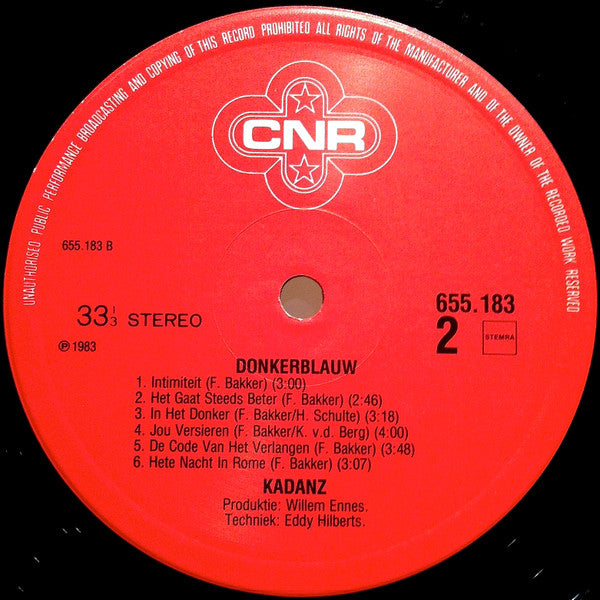 UNAUTHORISED PUBLIC PERFORMANCE BROADCASTING AND COPYING OF THIS RECORD PROHIBITED ALL RIGHTS OF THE MANUFACTURER AND OF THE OWNER OF THE RECORDED WORK RESERVED
CNR
655.183 B
655.183
33 1/3 STEREO
2
STEMRA
℗ 1983
DONKERBLAUW
1. Intimiteit (F. Bakker) (3:00)
2. Het Gaat Steeds Beter (F. Bakker) (2:46)
3. In Het Donker (F. Bakker/H. Schulte) (3:18)
4. Jou Versieren (F. Bakker/K. v.d. Berg) (4:00)
5. De Code Van Het Verlangen (F. Bakker) (3:48)
6. Hete Nacht In Rome (F. Bakker) (3:07)
KADANZ
Produktie: Willem Ennes.
Techniek: Eddy Hilberts.